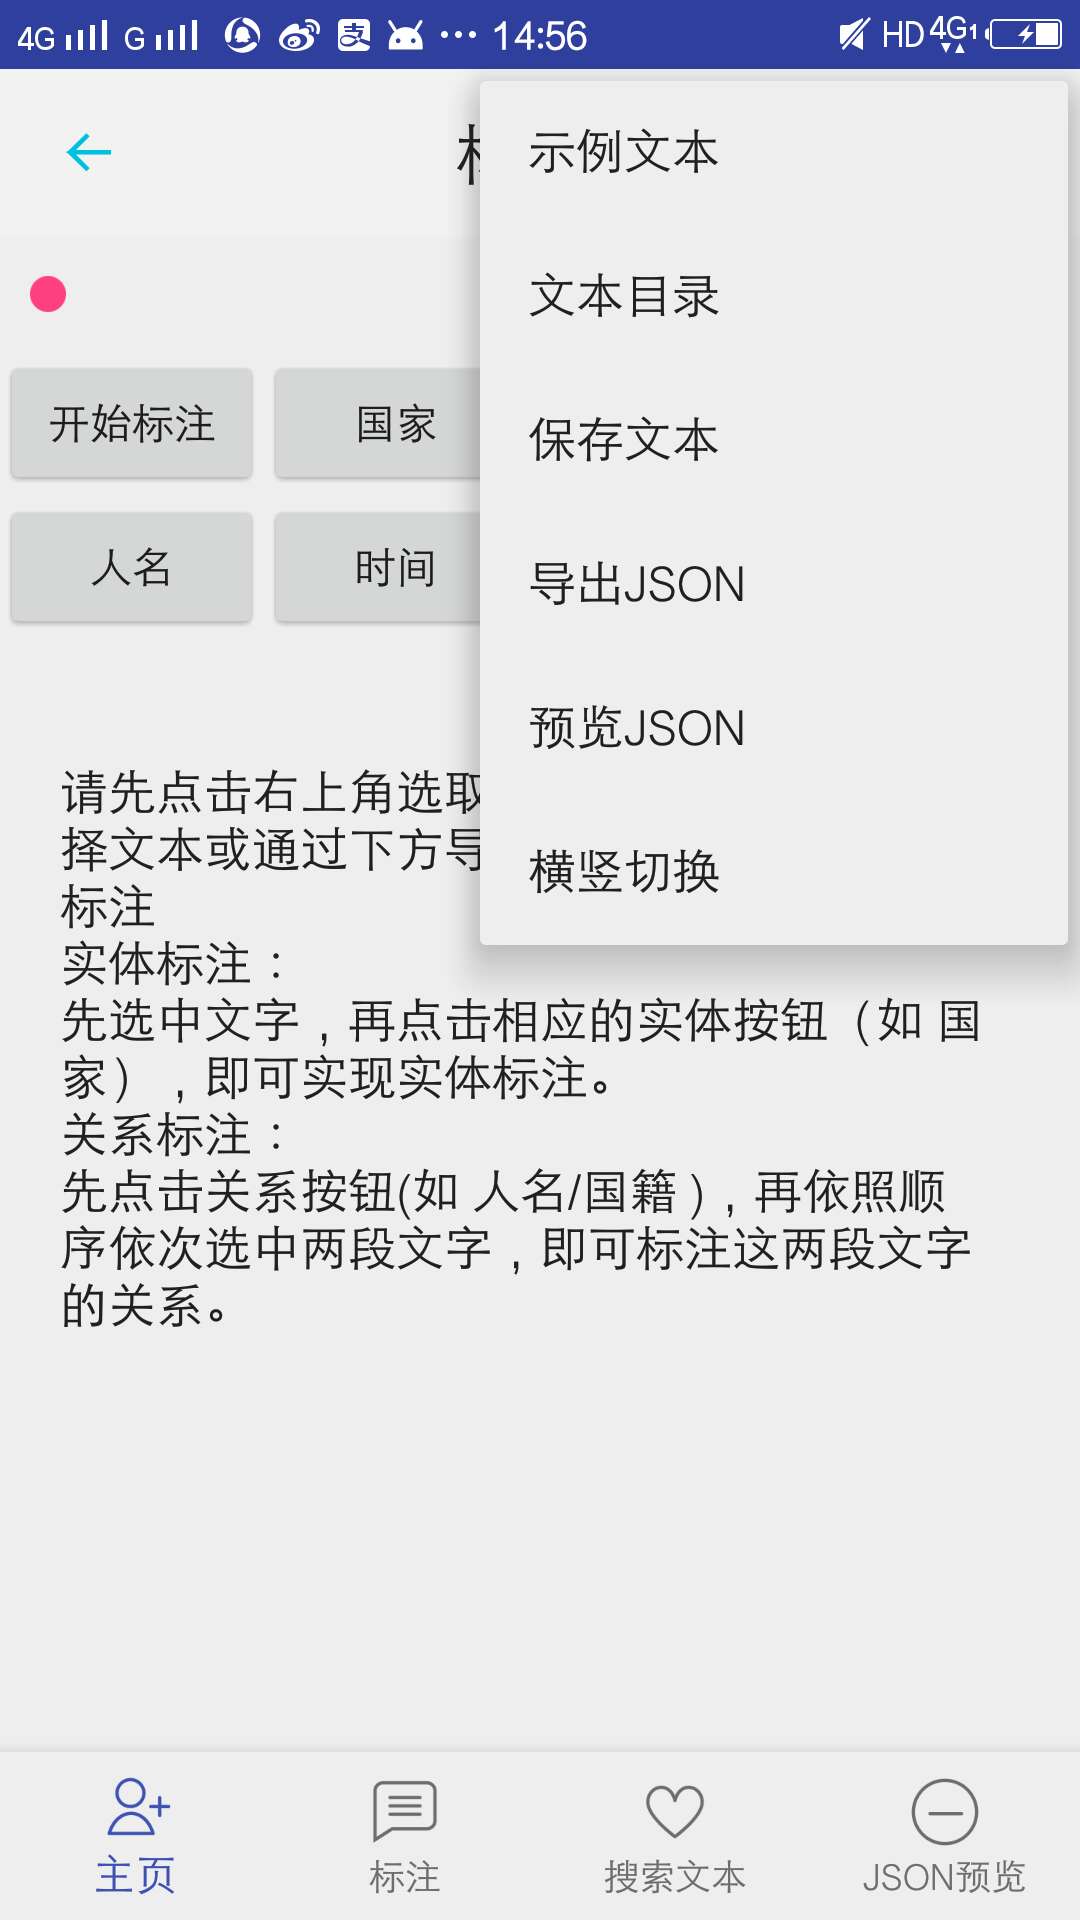 4G G 14:56 HD 4G 1
示例文本
文本目录
保存文本
导出JSON
预览JSON
横竖切换
开始标注 国家
人名 时间
请先点击右上角选
择文本或通过下方导
标注
实体标注：
先选中文字，再点击相应的实体按钮（如 国
家），即可实现实体标注。
关系标注：
先点击关系按钮(如 人名/国籍 )，再依照顺
序依次选中两段文字，即可标注这两段文字
的关系。
主页 标注 搜索文本 JSON预览